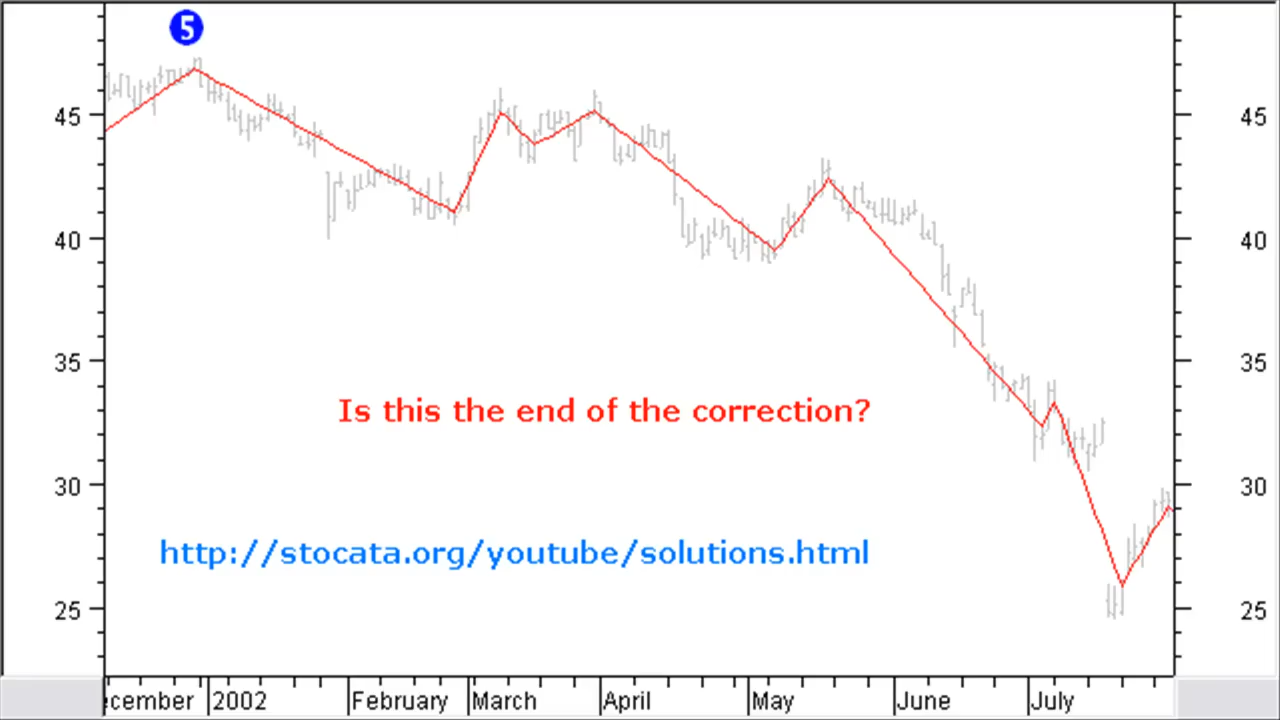 5
45 45
40 40
35 35
Is this the end of the correction?
30 30
http://stocata.org/youtube/solutions.html
25 25
cember 2002 February March April May June July